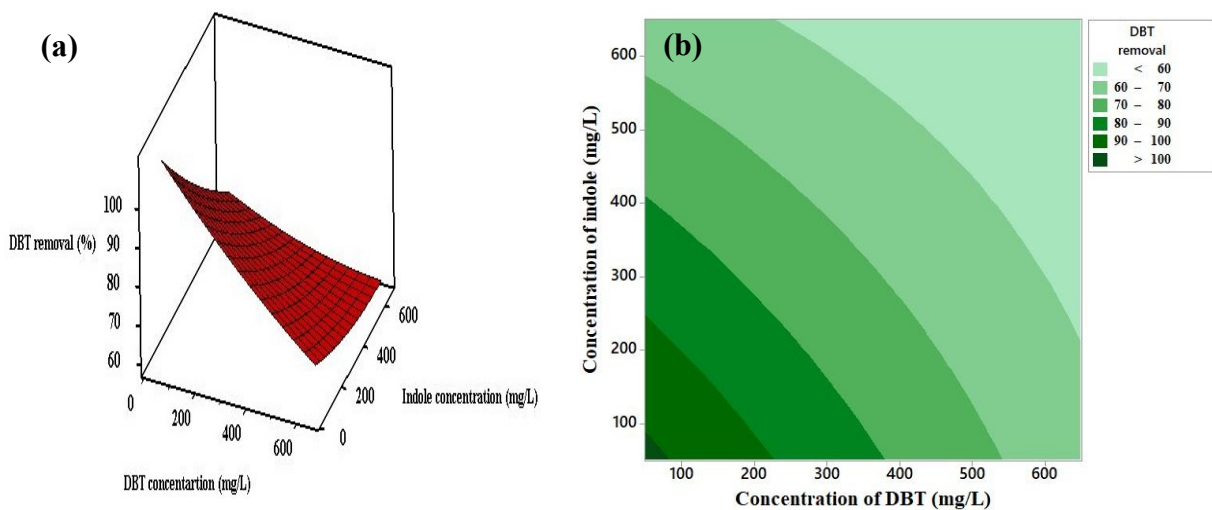 (a)
100
90
DBT removal (%)
80
70
60
0
200
400
600
DBT concentartion (mg/L)
0
200
400
600
Indole concentration (mg/L)
(b)
600
500
400
300
200
100
Concentration of indole (mg/L)
100 200 300 400 500 600
Concentration of DBT (mg/L)
DBT
removal
< 60
60 – 70
70 – 80
80 – 90
90 – 100
> 100